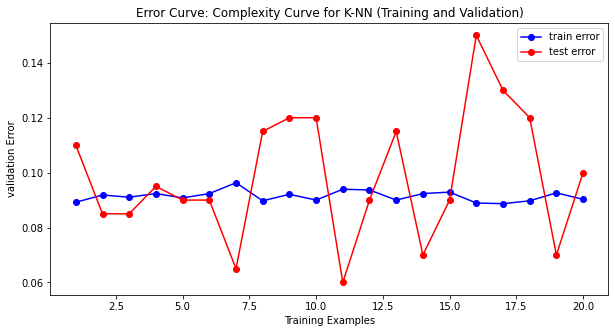 Error Curve: Complexity Curve for K-NN (Training and Validation)
train error
test error
validation Error
0.14
0.12
0.10
0.08
0.06
2.5 5.0 7.5 10.0 12.5 15.0 17.5 20.0
Training Examples